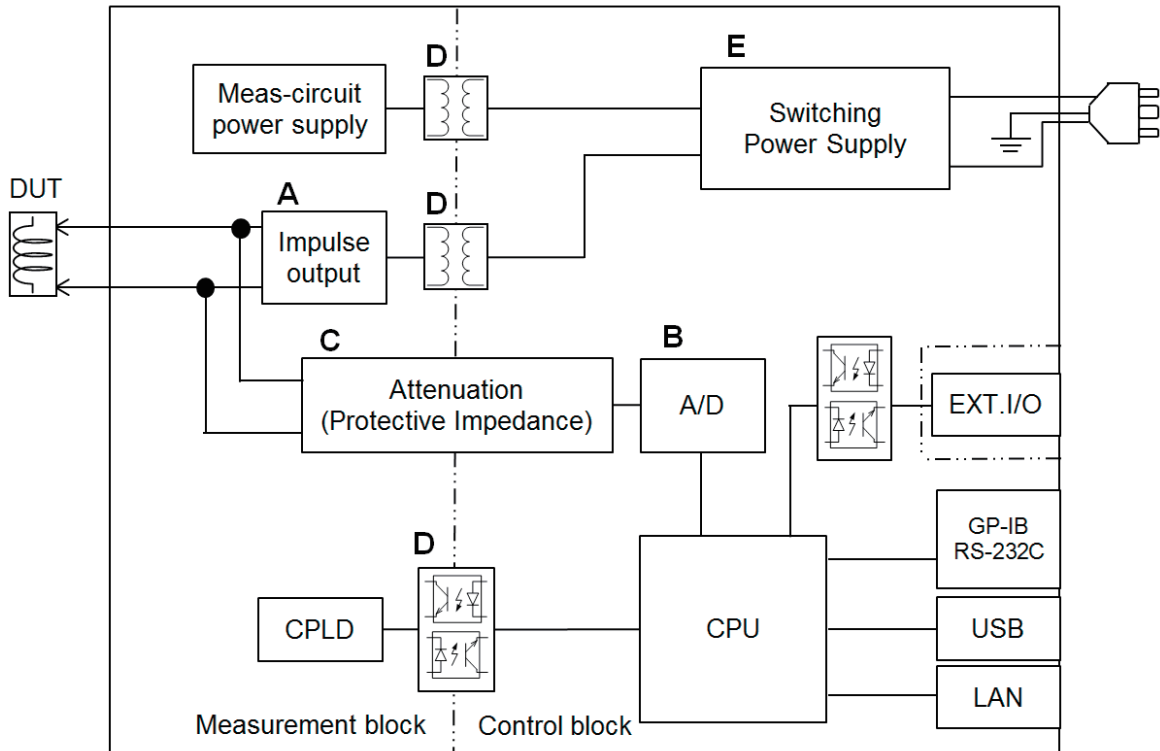 D
E
Meas-circuit
power supply
Switching
Power Supply
DUT
A
D
Impulse
output
C
B
Attenuation
(Protective Impedance)
A/D
EXT.I/O
D
GP-IB
RS-232C
CPLD
CPU
USB
LAN
Measurement block
Control block